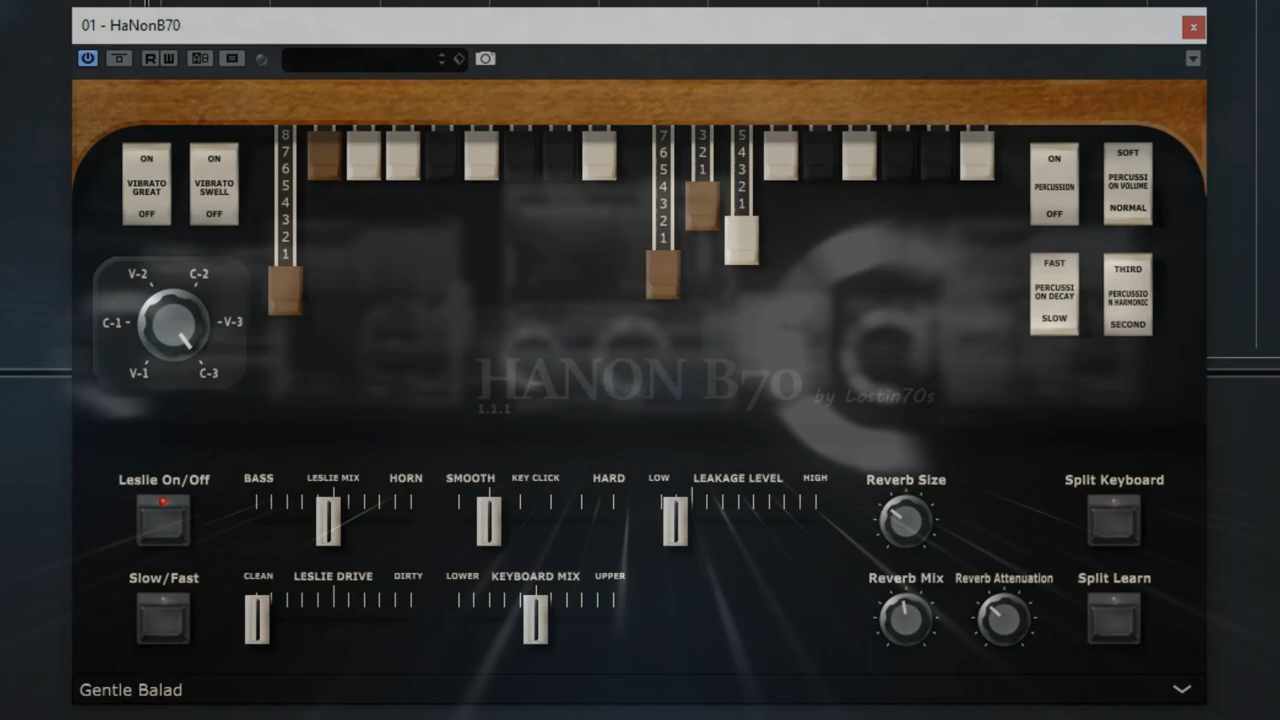 01 - HaNonB70
x
R W
AB
ON
VIBRATO
GREAT
OFF
ON
VIBRATO
SWELL
OFF
8
7
6
5
4
3
2
1
7
6
5
4
3
2
1
3
2
1
5
4
3
2
1
ON
PERCUSSION
OFF
SOFT
PERCUSSI
ON VOLUME
NORMAL
FAST
PERCUSSI
ON DECAY
SLOW
THIRD
PERCUSSIO
N HARMONIC
SECOND
V-2 C-2
C-1 V-3
V-1 C-3
HANON B70
by Lostin70s
1.1.1
Leslie On/Off
BASS LESLIE MIX HORN
SMOOTH KEY CLICK HARD
LOW LEAKAGE LEVEL HIGH
Reverb Size
Split Keyboard
Slow/Fast
CLEAN LESLIE DRIVE DIRTY
LOWER KEYBOARD MIX UPPER
Reverb Mix
Reverb Attenuation
Split Learn
Gentle Balad